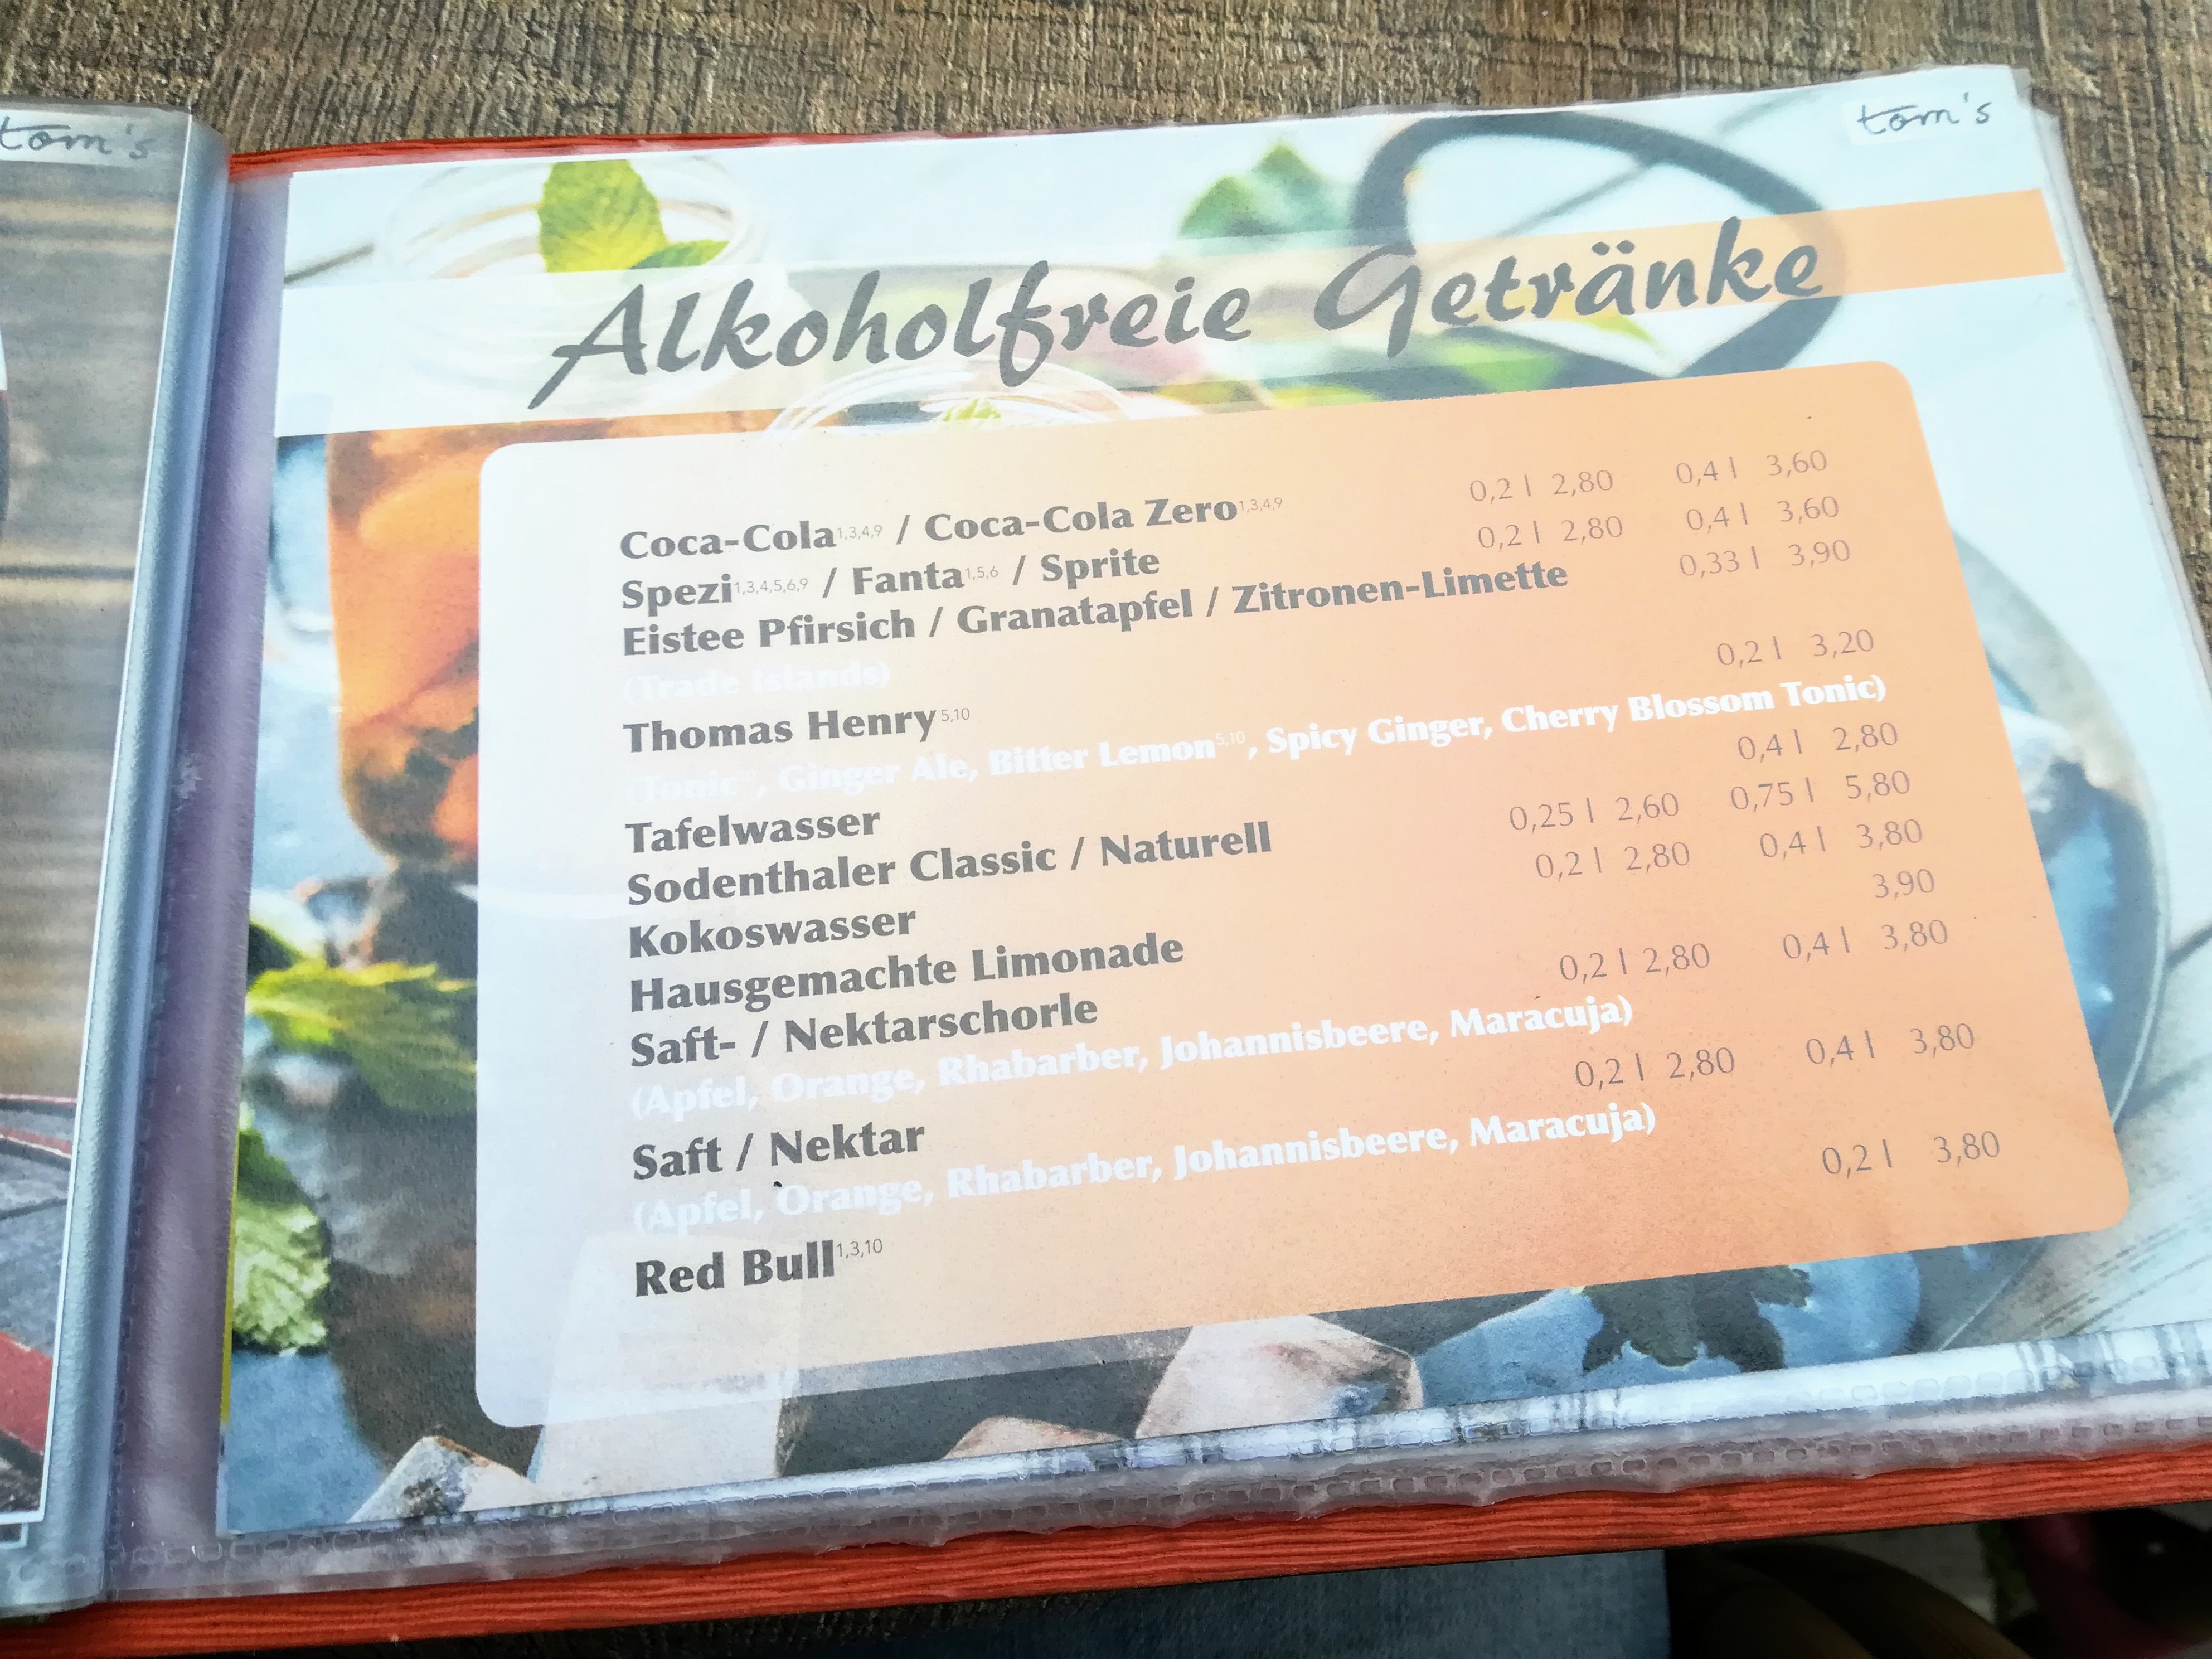 tom's
tom's
Alkoholfreie Getränke
Coca-Cola1,3,4,9 / Coca-Cola Zero1,3,4,9 0,2 l 2,80 0,4 l 3,60
Spezi1,3,4,5,6,9 / Fanta1,5,6 / Sprite 0,2 l 2,80 0,4 l 3,60
Eistee Pfirsich / Granatapfel / Zitronen-Limette 0,33 l 3,90
(Trade Islands)
Thomas Henry5,10 0,2 l 3,20
(Tonic, Ginger Ale, Bitter Lemon5,10, Spicy Ginger, Cherry Blossom Tonic)
Tafelwasser 0,4 l 2,80
Sodenthaler Classic / Naturell 0,25 l 2,60 0,75 l 5,80
Kokoswasser 0,2 l 2,80 0,4 l 3,80
Hausgemachte Limonade 3,90
Saft- / Nektarschorle 0,2 l 2,80 0,4 l 3,80
(Apfel, Orange, Rhabarber, Johannisbeere, Maracuja)
Saft / Nektar 0,2 l 2,80 0,4 l 3,80
(Apfel, Orange, Rhabarber, Johannisbeere, Maracuja)
Red Bull1,3,10 0,2 l 3,80